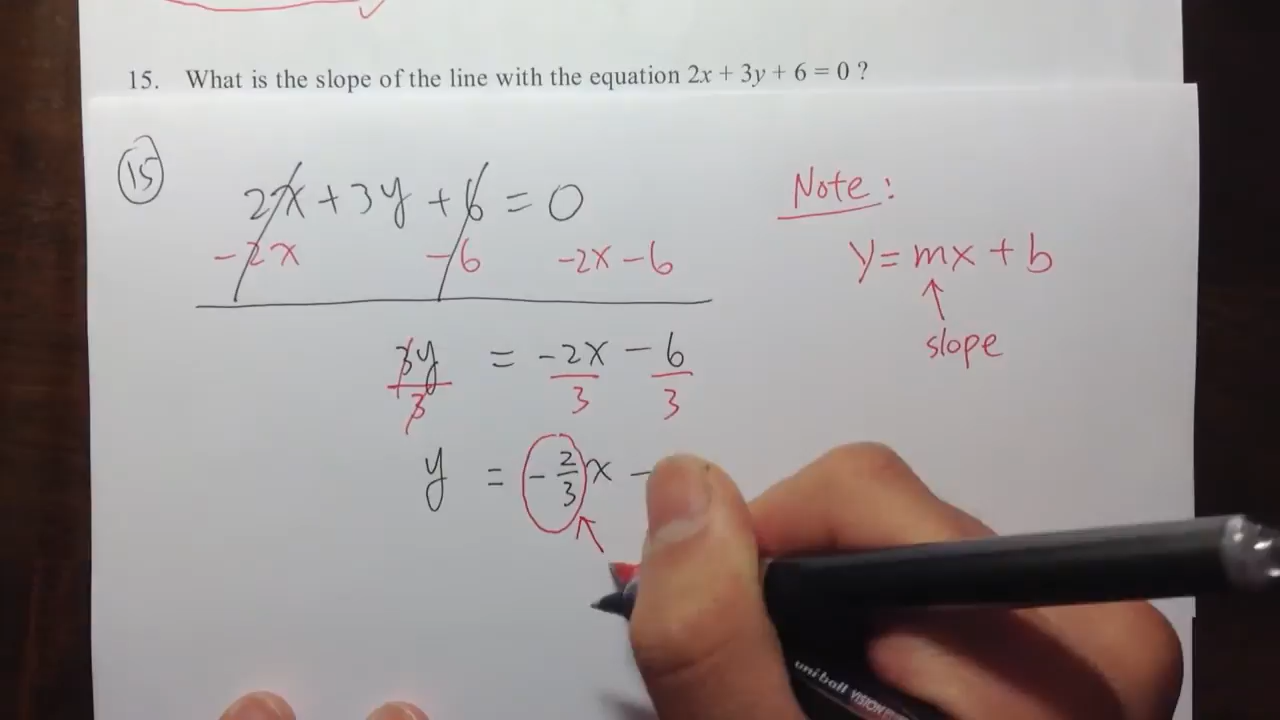 15. What is the slope of the line with the equation 2x + 3y + 6 = 0 ?
15
2x + 3y + 6 = 0
-2x -6 -2x - 6
3y = -2x - 6
3 3 3
y = -2/3 x -
Note:
y = mx + b
slope
uni-ball VISION